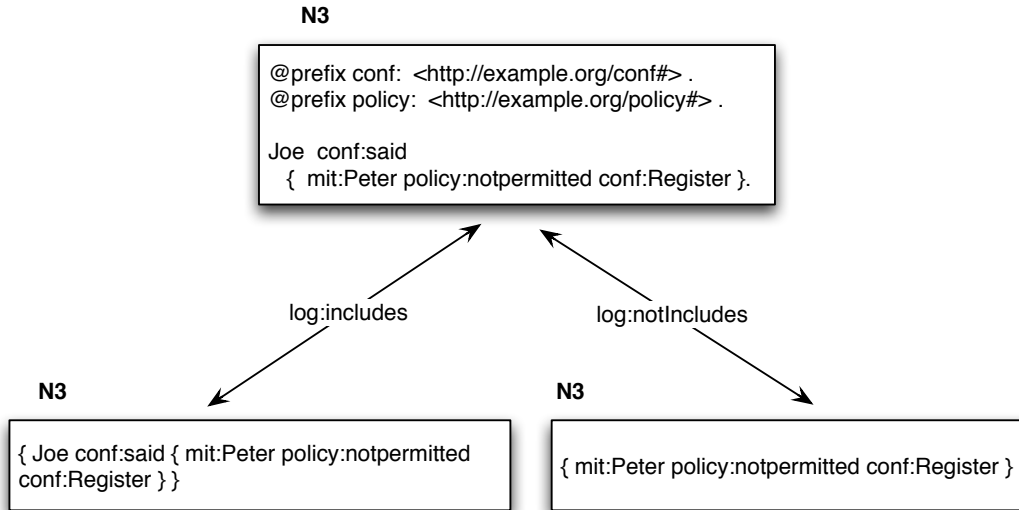 N3
@prefix conf: <http://example.org/conf#> .
@prefix policy: <http://example.org/policy#> .
Joe conf:said
{ mit:Peter policy:notpermitted conf:Register }.
log:includes
log:notIncludes
N3
{ Joe conf:said { mit:Peter policy:notpermitted
conf:Register } }
N3
{ mit:Peter policy:notpermitted conf:Register }